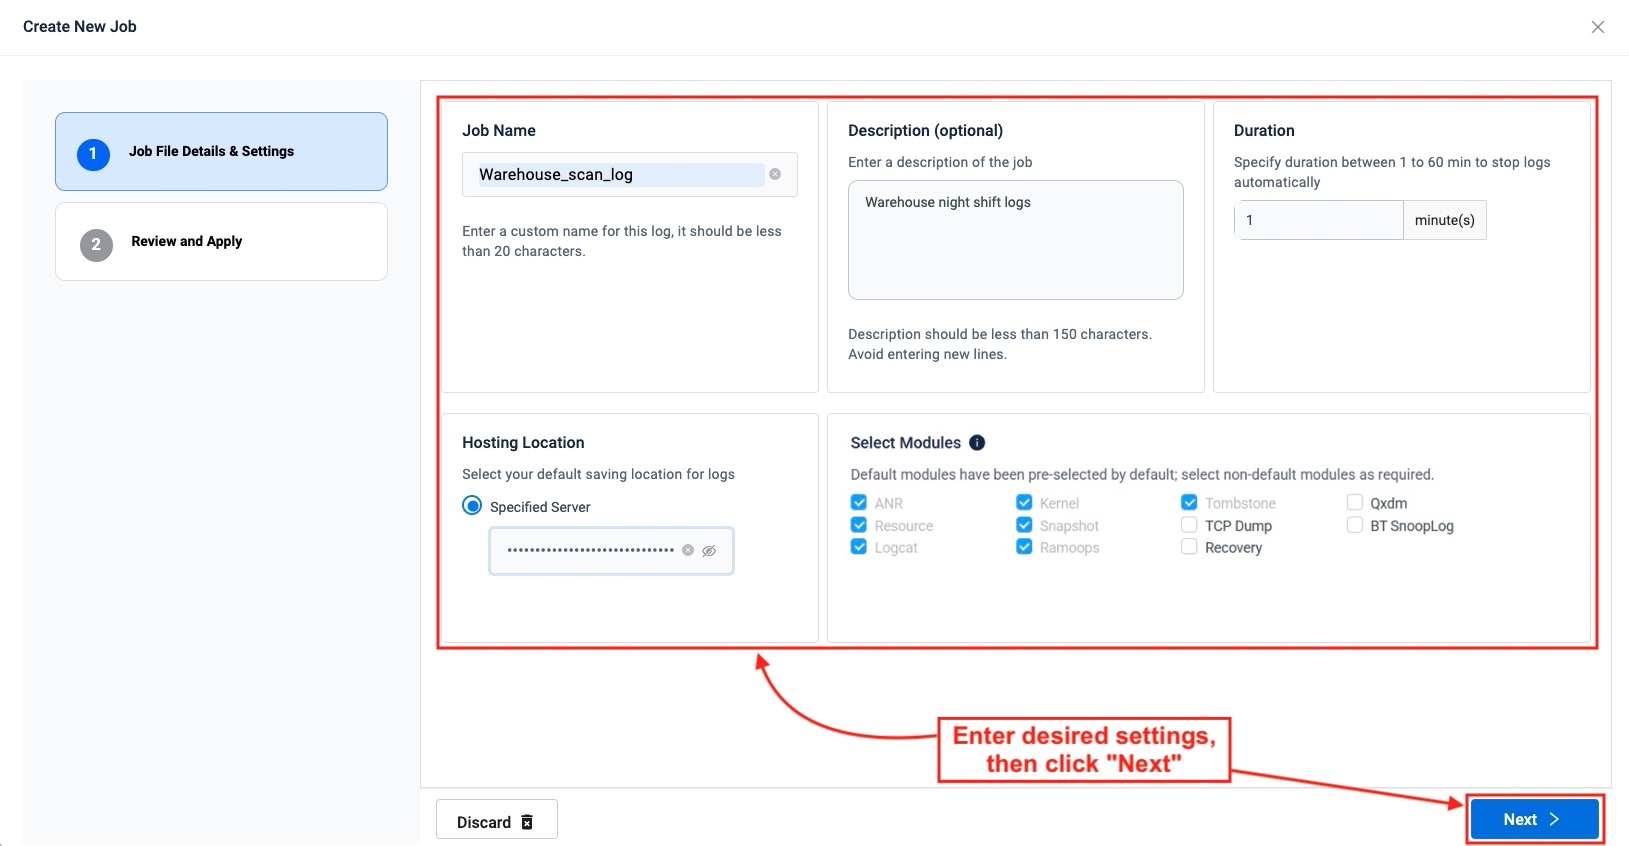 Create New Job
1
Job File Details & Settings
2
Review and Apply
Job Name
Warehouse_scan_log
Enter a custom name for this log, it should be less
than 20 characters.
Description (optional)
Enter a description of the job
Warehouse night shift logs
Description should be less than 150 characters.
Avoid entering new lines.
Duration
Specify duration between 1 to 60 min to stop logs
automatically
1 minute(s)
Hosting Location
Select your default saving location for logs
Specified Server
Select Modules
Default modules have been pre-selected by default; select non-default modules as required.
ANR Kernel Tombstone Qxdm
Resource Snapshot TCP Dump BT SnoopLog
Logcat Ramoops Recovery
Enter desired settings,
then click "Next"
Discard
Next